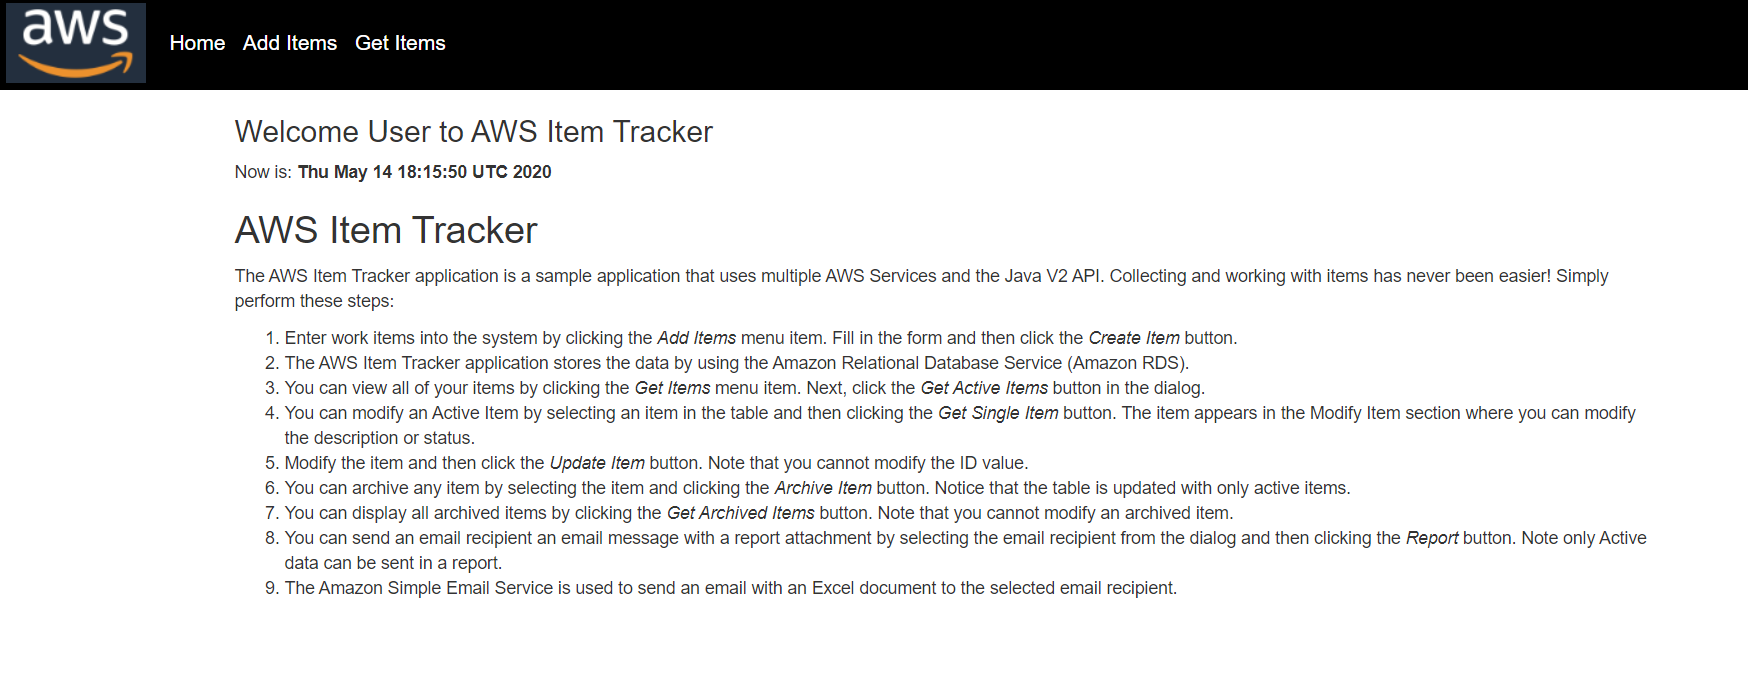 aws
Home Add Items Get Items
Welcome User to AWS Item Tracker
Now is: Thu May 14 18:15:50 UTC 2020
AWS Item Tracker
The AWS Item Tracker application is a sample application that uses multiple AWS Services and the Java V2 API. Collecting and working with items has never been easier! Simply
perform these steps:
1. Enter work items into the system by clicking the Add Items menu item. Fill in the form and then click the Create Item button.
2. The AWS Item Tracker application stores the data by using the Amazon Relational Database Service (Amazon RDS).
3. You can view all of your items by clicking the Get Items menu item. Next, click the Get Active Items button in the dialog.
4. You can modify an Active Item by selecting an item in the table and then clicking the Get Single Item button. The item appears in the Modify Item section where you can modify
the description or status.
5. Modify the item and then click the Update Item button. Note that you cannot modify the ID value.
6. You can archive any item by selecting the item and clicking the Archive Item button. Notice that the table is updated with only active items.
7. You can display all archived items by clicking the Get Archived Items button. Note that you cannot modify an archived item.
8. You can send an email recipient an email message with a report attachment by selecting the email recipient from the dialog and then clicking the Report button. Note only Active
data can be sent in a report.
9. The Amazon Simple Email Service is used to send an email with an Excel document to the selected email recipient.